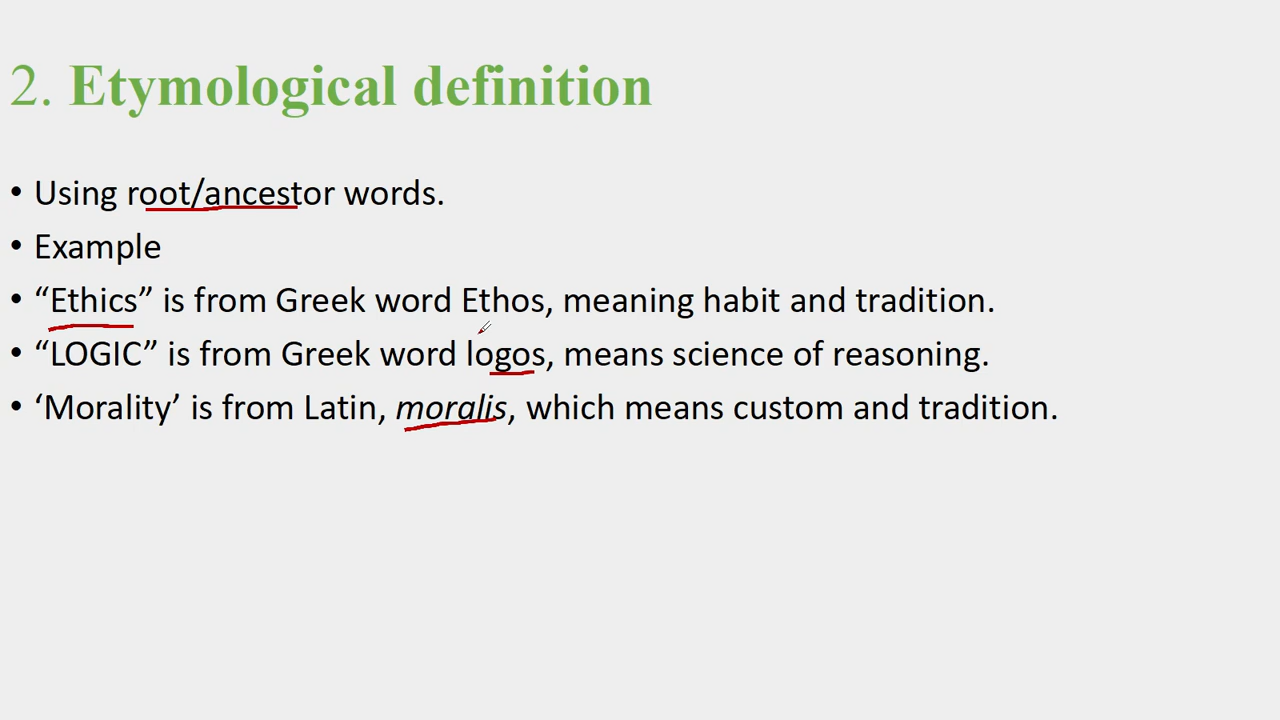 2. Etymological definition
• Using root/ancestor words.
• Example
• “Ethics” is from Greek word Ethos, meaning habit and tradition.
• “LOGIC” is from Greek word logos, means science of reasoning.
• ‘Morality’ is from Latin, moralis, which means custom and tradition.